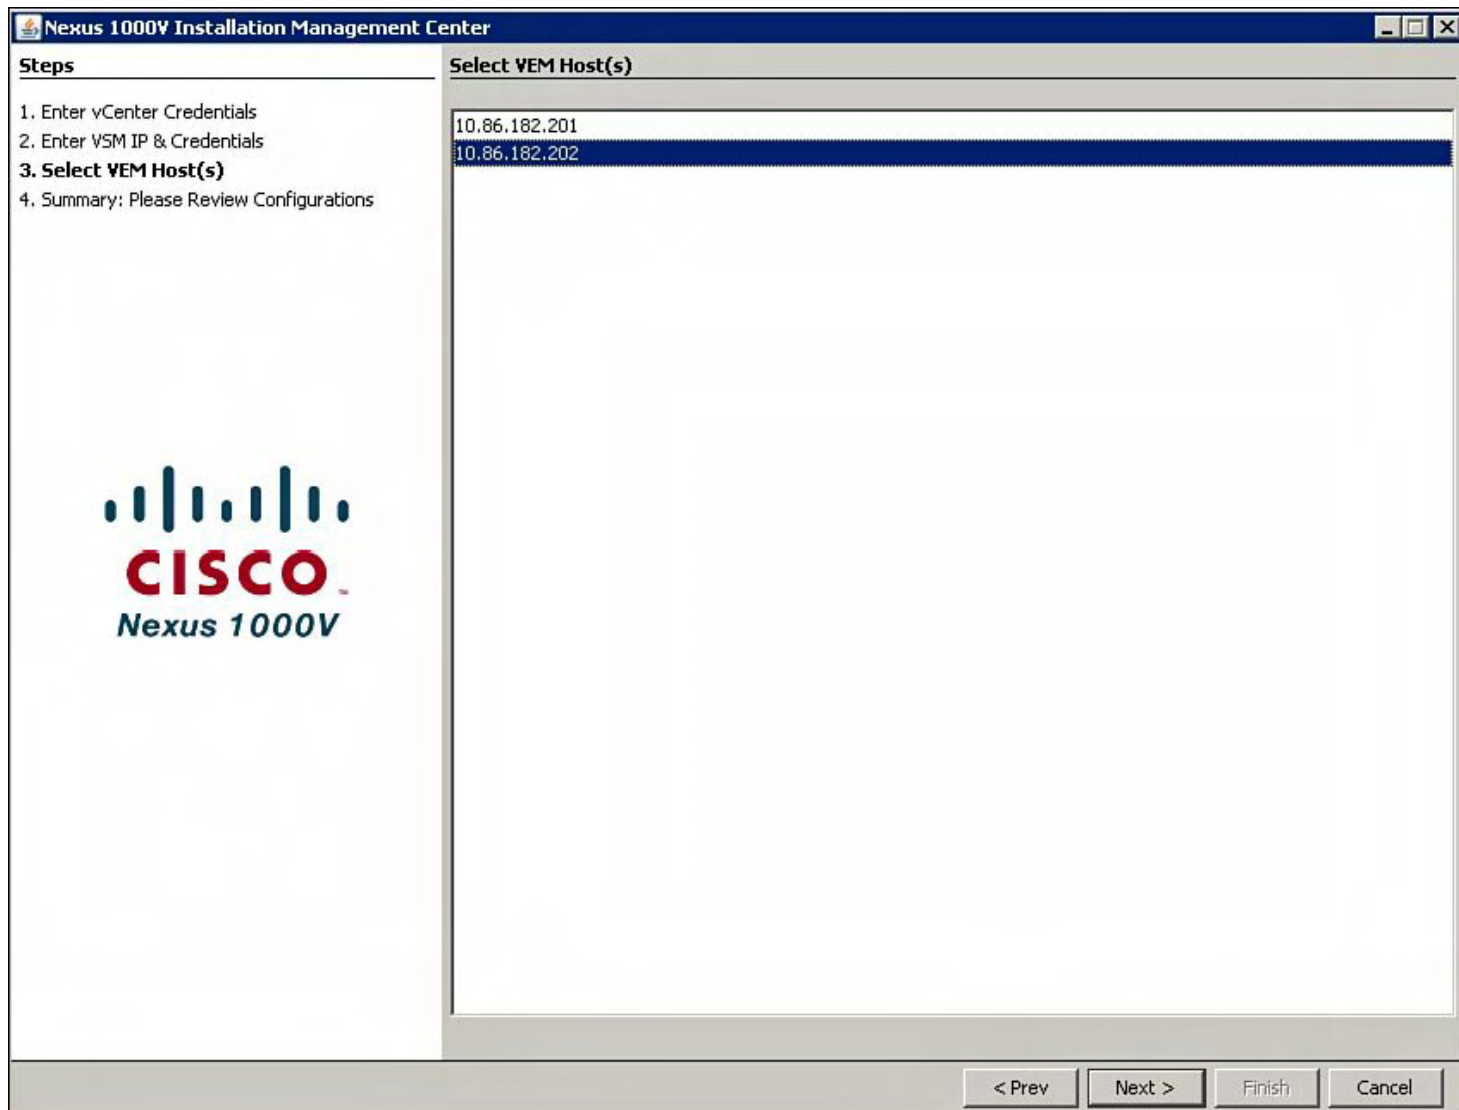 Nexus 1000V Installation Management Center
Steps
1. Enter vCenter Credentials
2. Enter VSM IP & Credentials
3. Select VEM Host(s)
4. Summary: Please Review Configurations
CISCO
Nexus 1000V
Select VEM Host(s)
10.86.182.201
10.86.182.202
< Prev Next > Finish Cancel